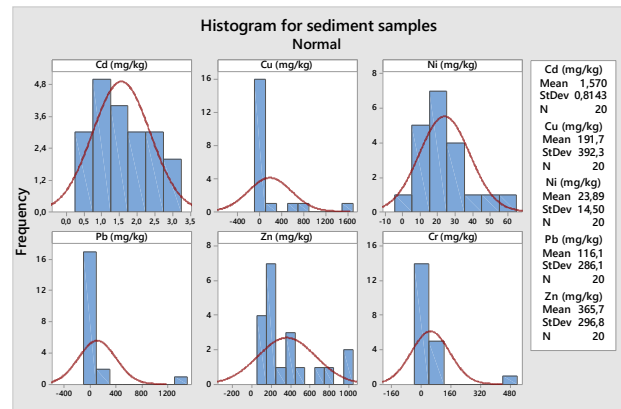 Histogram for sediment samples
Normal
Cd (mg/kg)
Cu (mg/kg)
Ni (mg/kg)
4,8
3,6
2,4
1,2
0,0
0,0 0,5 1,0 1,5 2,0 2,5 3,0 3,5
16
12
8
4
0
-400 0 400 800 1200 1600
8
6
4
2
0
-10 0 10 20 30 40 50 60
Frequency
Pb (mg/kg)
Zn (mg/kg)
Cr (mg/kg)
16
12
8
4
0
-400 0 400 800 1200
8
6
4
2
0
-200 0 200 400 600 800 1000
16
12
8
4
0
-160 0 160 320 480
Cd (mg/kg)
Mean 1,570
StDev 0,8143
N 20
Cu (mg/kg)
Mean 191,7
StDev 392,3
N 20
Ni (mg/kg)
Mean 23,89
StDev 14,50
N 20
Pb (mg/kg)
Mean 116,1
StDev 286,1
N 20
Zn (mg/kg)
Mean 365,7
StDev 296,8
N 20